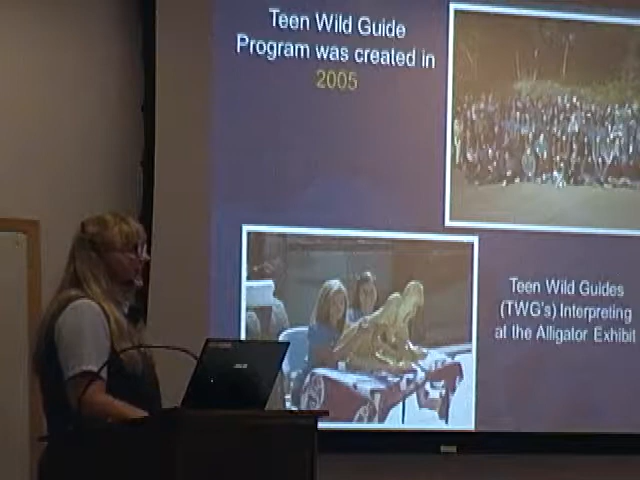 Teen Wild Guide
Program was created in
2005
Teen Wild Guides
(TWG's) Interpreting
at the Alligator Exhibit